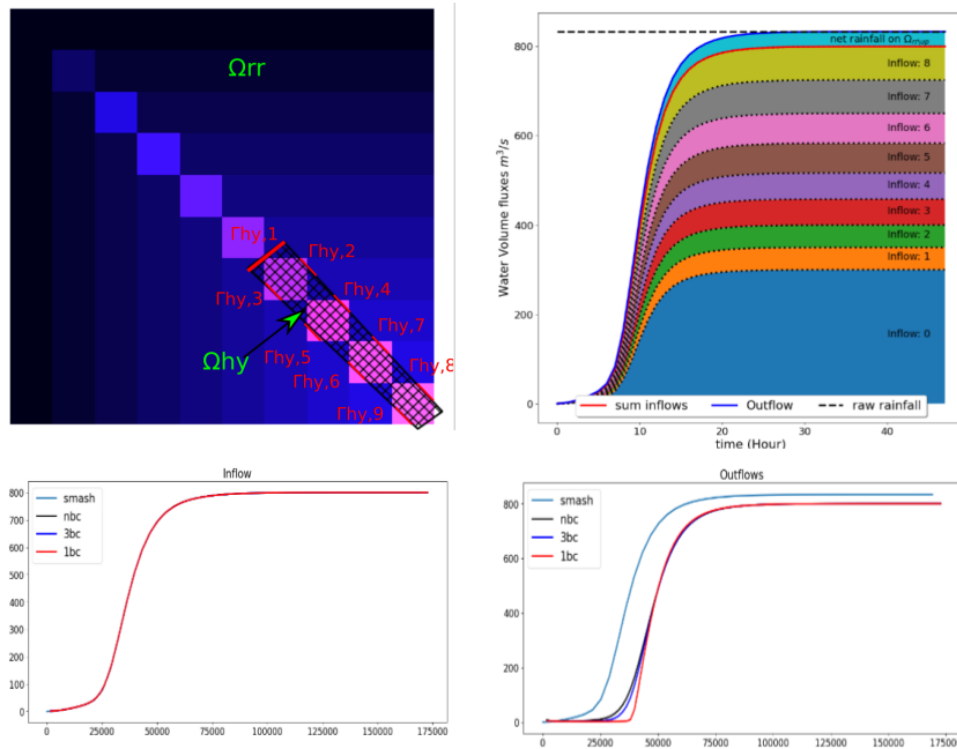 Ωrr
Γhy,1
Γhy,2
Γhy,3
Γhy,4
Γhy,7
Ωhy
Γhy,5
Γhy,8
Γhy,6
Γhy,9
Water Volume fluxes m³/s
800
600
400
200
0
net rainfall on Ω_map
Inflow: 8
Inflow: 7
Inflow: 6
Inflow: 5
Inflow: 4
Inflow: 3
Inflow: 2
Inflow: 1
Inflow: 0
sum inflows Outflow raw rainfall
0 10 20 30 40
time (Hour)
Inflow
smash
nbc
3bc
1bc
800
700
600
500
400
300
200
100
0
0 25000 50000 75000 100000 125000 150000 175000
Outflows
smash
nbc
3bc
1bc
800
600
400
200
0
0 25000 50000 75000 100000 125000 150000 175000